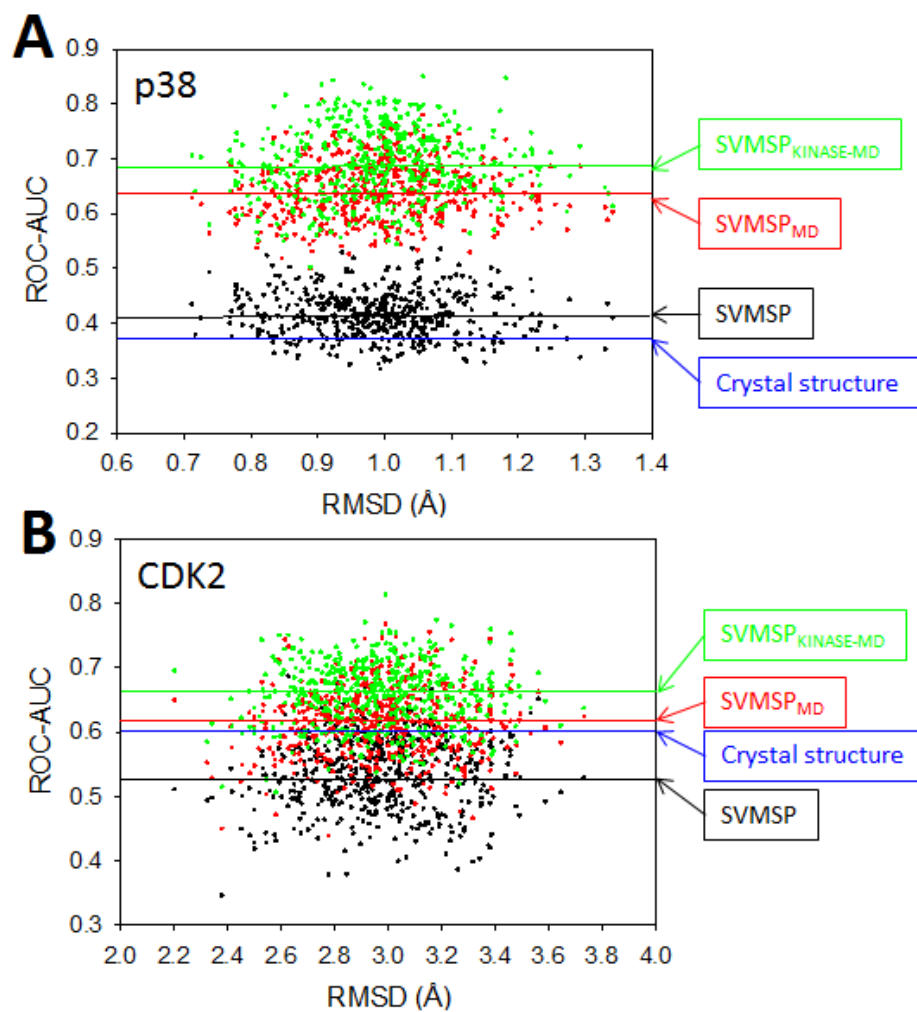 A
p38
ROC-AUC
0.9
0.8
0.7
0.6
0.5
0.4
0.3
0.2
0.6 0.7 0.8 0.9 1.0 1.1 1.2 1.3 1.4
RMSD (Å)
SVMSPKINASE-MD
SVMSPMD
SVMSP
Crystal structure
B
CDK2
ROC-AUC
0.9
0.8
0.7
0.6
0.5
0.4
0.3
2.0 2.2 2.4 2.6 2.8 3.0 3.2 3.4 3.6 3.8 4.0
RMSD (Å)
SVMSPKINASE-MD
SVMSPMD
Crystal structure
SVMSP